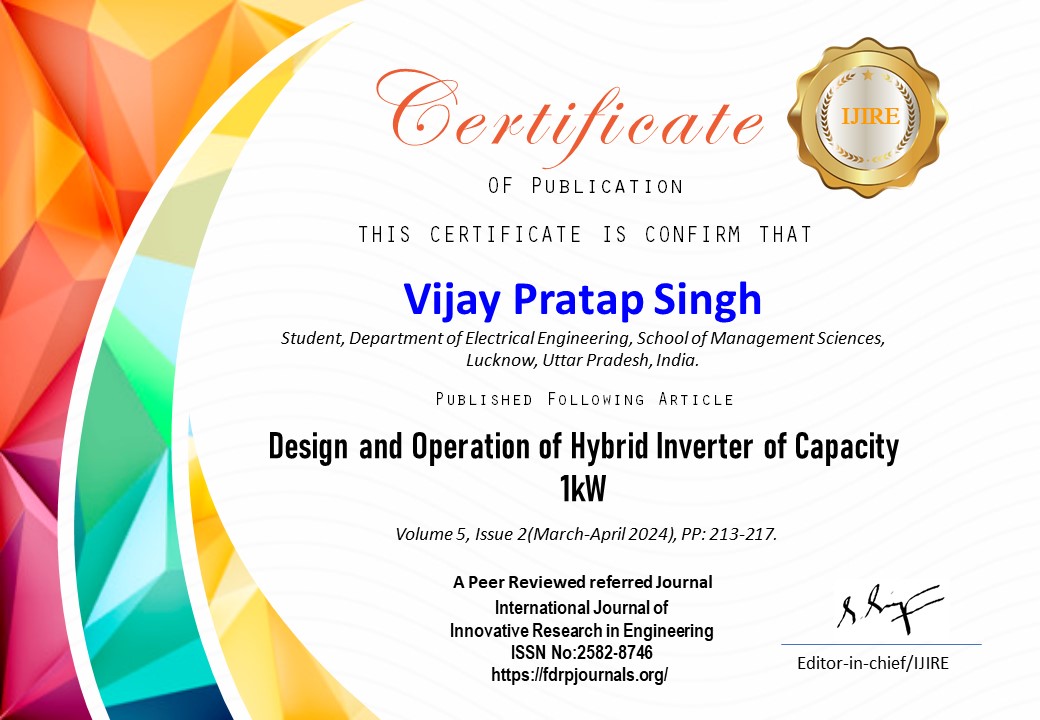 Certificate
IJIRE
OF PUBLICATION
THIS CERTIFICATE IS CONFIRM THAT
Vijay Pratap Singh
Student, Department of Electrical Engineering, School of Management Sciences,
Lucknow, Uttar Pradesh, India.
PUBLISHED FOLLOWING ARTICLE
Design and Operation of Hybrid Inverter of Capacity
1kW
Volume 5, Issue 2(March-April 2024), PP: 213-217.
A Peer Reviewed referred Journal
International Journal of
Innovative Research in Engineering
ISSN No:2582-8746
https://fdrpjournals.org/
Editor-in-chief/IJIRE